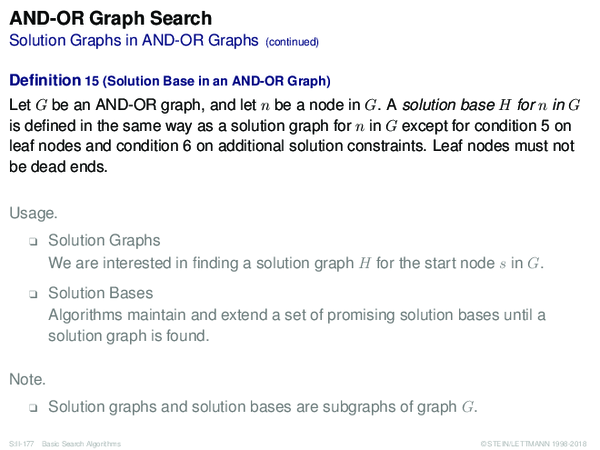 AND-OR Graph Search
Solution Graphs in AND-OR Graphs (continued)
Definition 15 (Solution Base in an AND-OR Graph)
Let G be an AND-OR graph, and let n be a node in G. A solution base H for n in G
is defined in the same way as a solution graph for n in G except for condition 5 on
leaf nodes and condition 6 on additional solution constraints. Leaf nodes must not
be dead ends.
Usage.
❑ Solution Graphs
We are interested in finding a solution graph H for the start node s in G.
❑ Solution Bases
Algorithms maintain and extend a set of promising solution bases until a
solution graph is found.
Note.
❑ Solution graphs and solution bases are subgraphs of graph G.
S:II-177 Basic Search Algorithms
©STEIN/LETTMANN 1998-2018